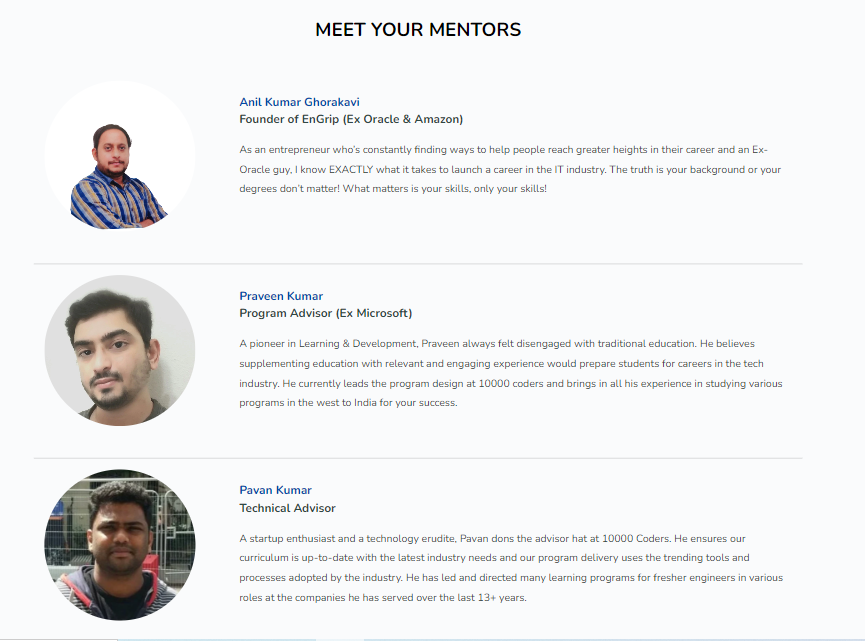 MEET YOUR MENTORS
Anil Kumar Ghorakavi
Founder of EnGrip (Ex Oracle & Amazon)
As an entrepreneur who's constantly finding ways to help people reach greater heights in their career and an Ex-
Oracle guy, I know EXACTLY what it takes to launch a career in the IT industry. The truth is your background or your
degrees don't matter! What matters is your skills, only your skills!
Praveen Kumar
Program Advisor (Ex Microsoft)
A pioneer in Learning & Development, Praveen always felt disengaged with traditional education. He believes
supplementing education with relevant and engaging experience would prepare students for careers in the tech
industry. He currently leads the program design at 10000 coders and brings in all his experience in studying various
programs in the west to India for your success.
Pavan Kumar
Technical Advisor
A startup enthusiast and a technology erudite, Pavan dons the advisor hat at 10000 Coders. He ensures our
curriculum is up-to-date with the latest industry needs and our program delivery uses the trending tools and
processes adopted by the industry. He has led and directed many learning programs for fresher engineers in various
roles at the companies he has served over the last 13+ years.